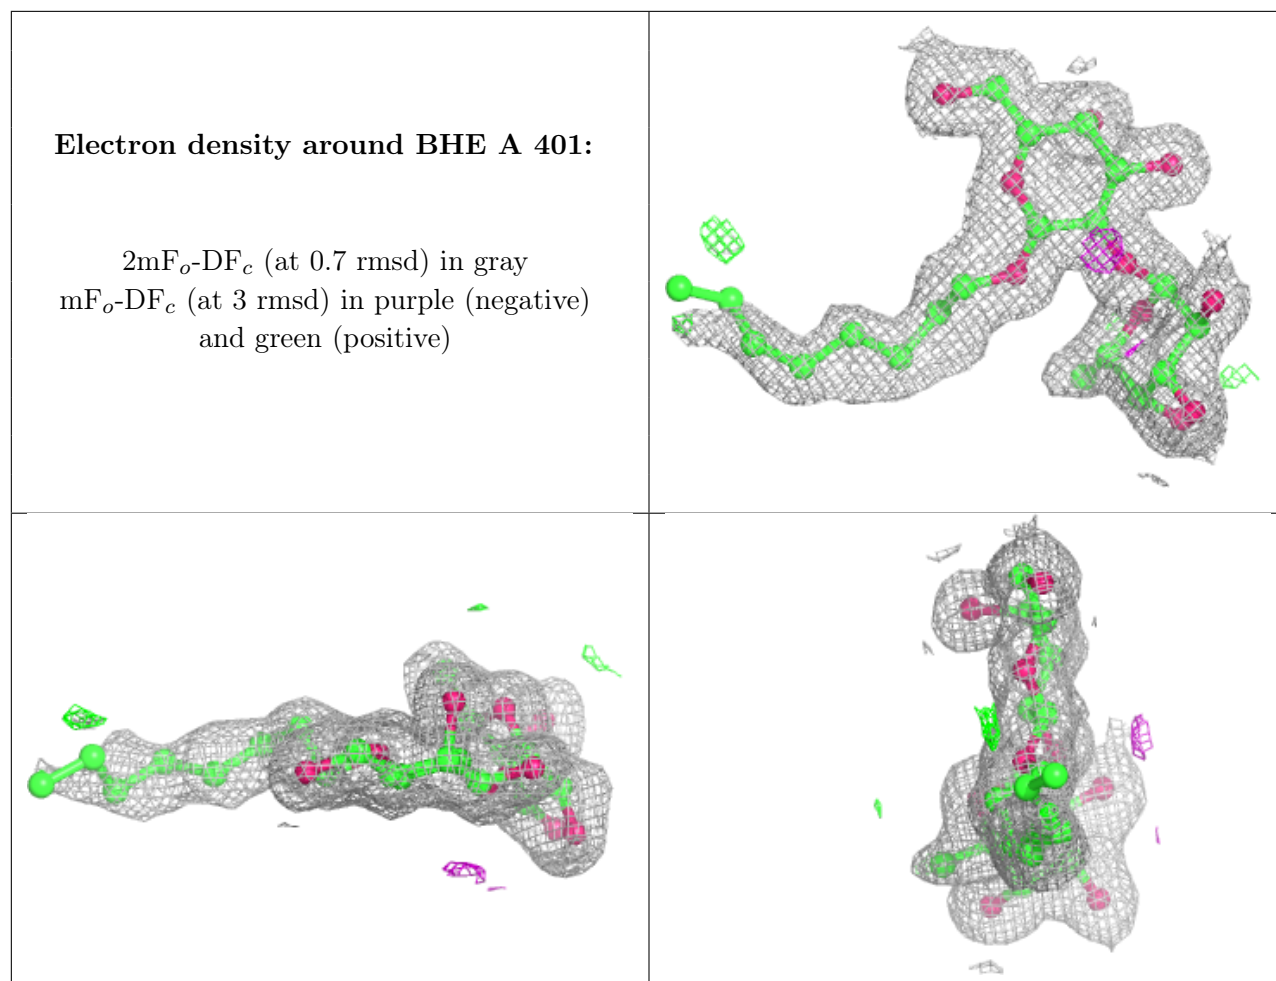 Electron density around BHE A 401:
2mFo-DFc (at 0.7 rmsd) in gray
mFo-DFc (at 3 rmsd) in purple (negative)
and green (positive)